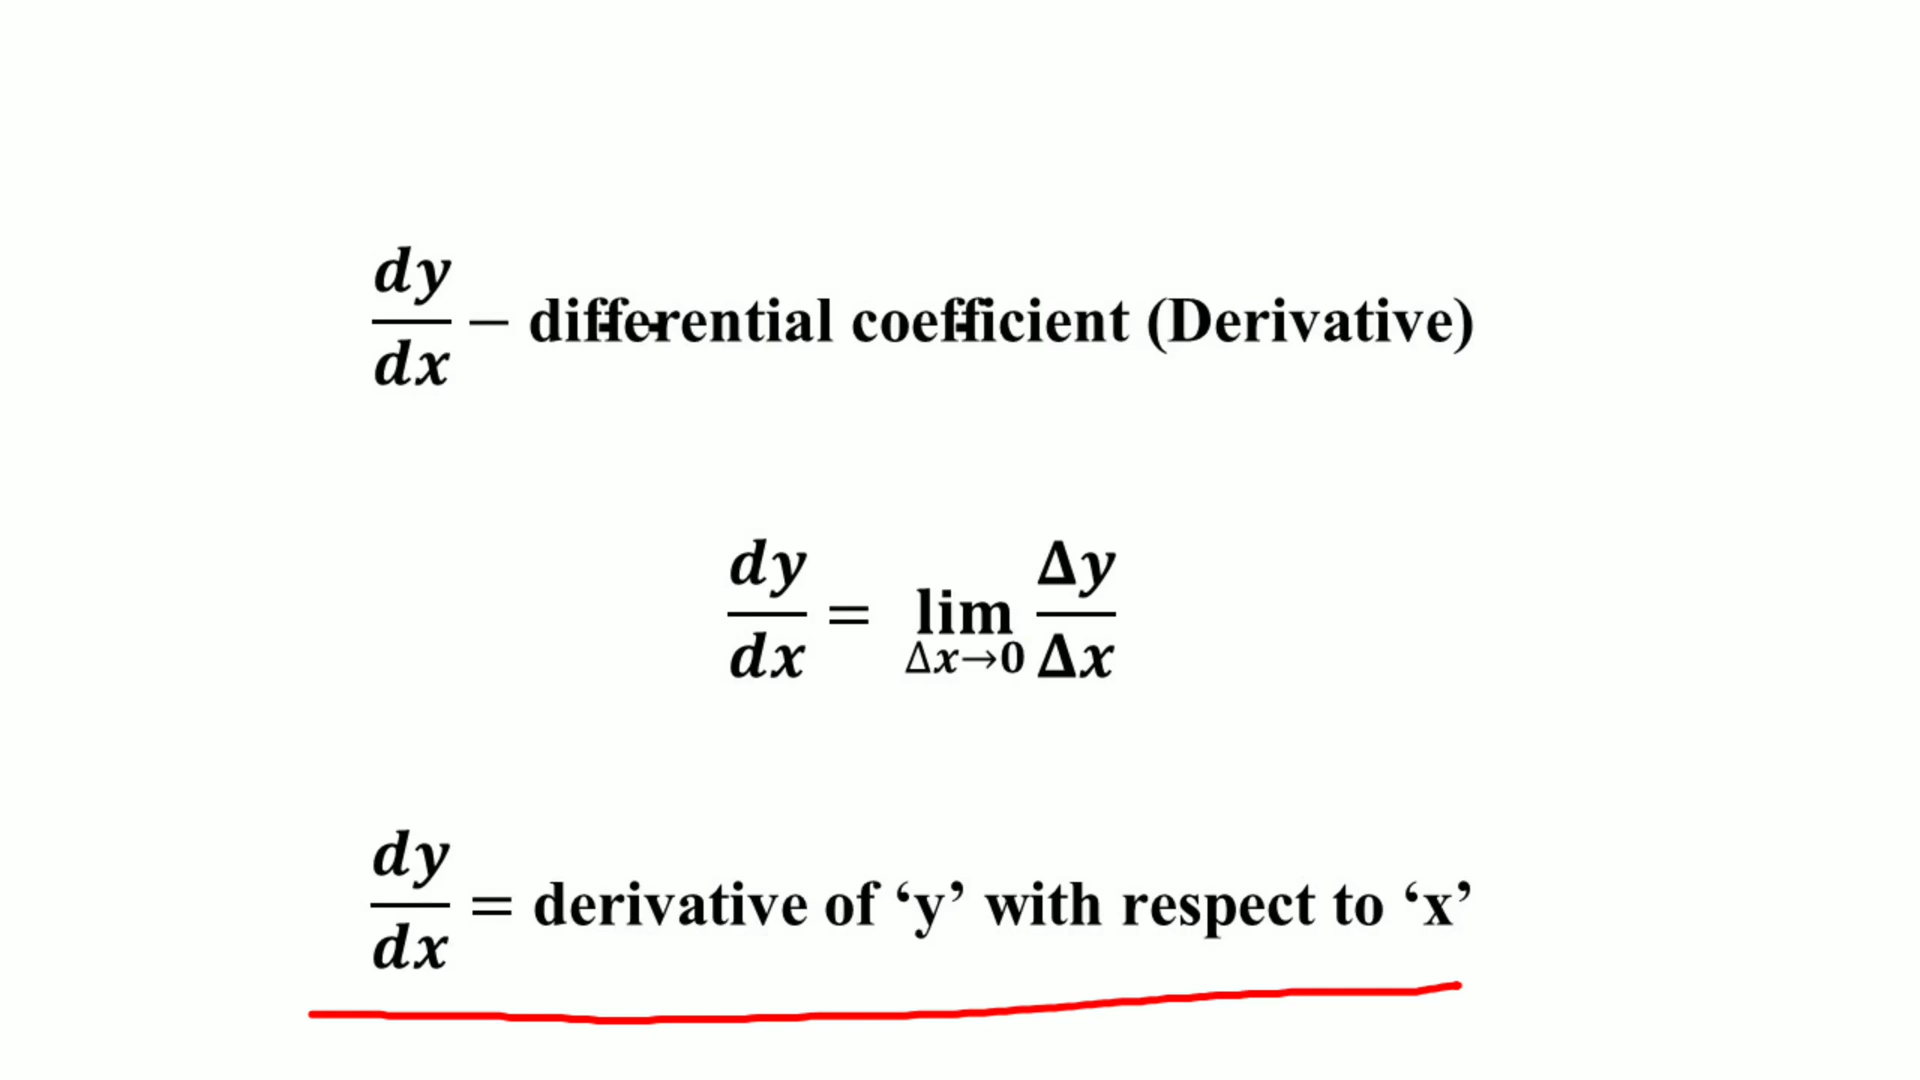 dy/dx – differential coefficient (Derivative)
dy/dx = lim Δx→0 Δy/Δx
dy/dx = derivative of ‘y’ with respect to ‘x’